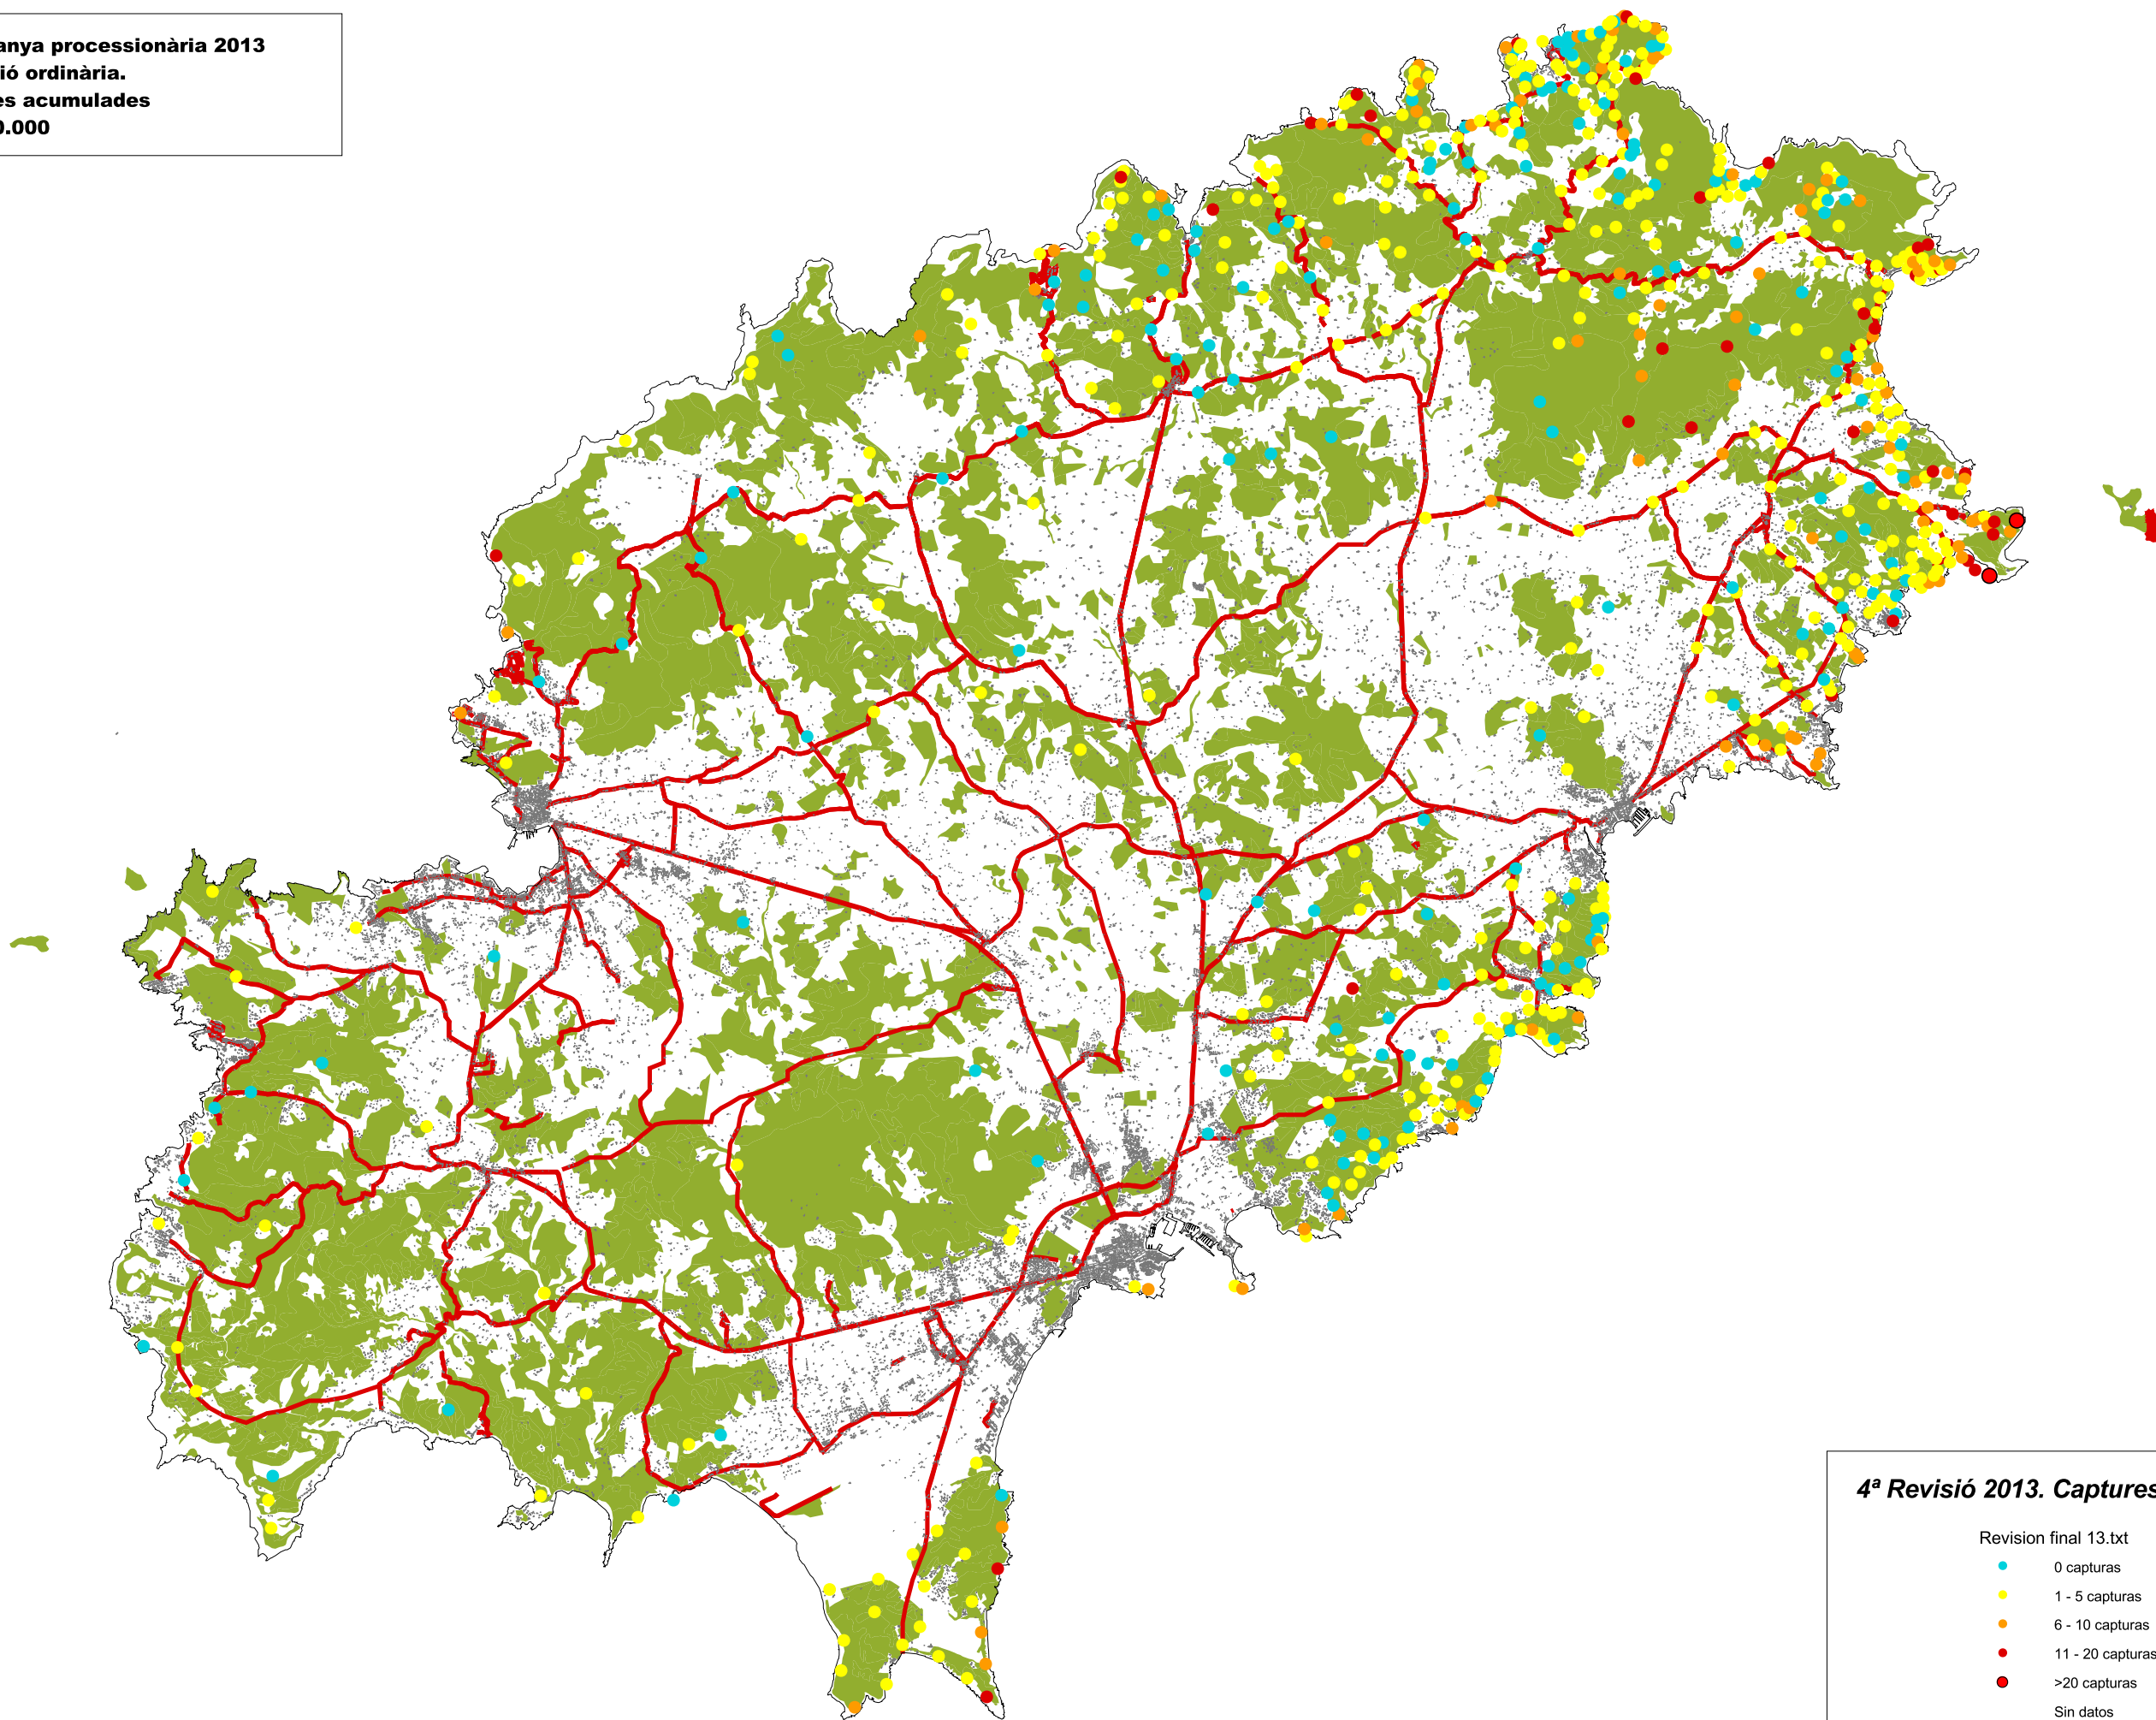 anya processionària 2013
ió ordinària.
es acumulades
0.000
4ª Revisió 2013. Captures
Revision final 13.txt
0 capturas
1 - 5 capturas
6 - 10 capturas
11 - 20 capturas
>20 capturas
Sin datos